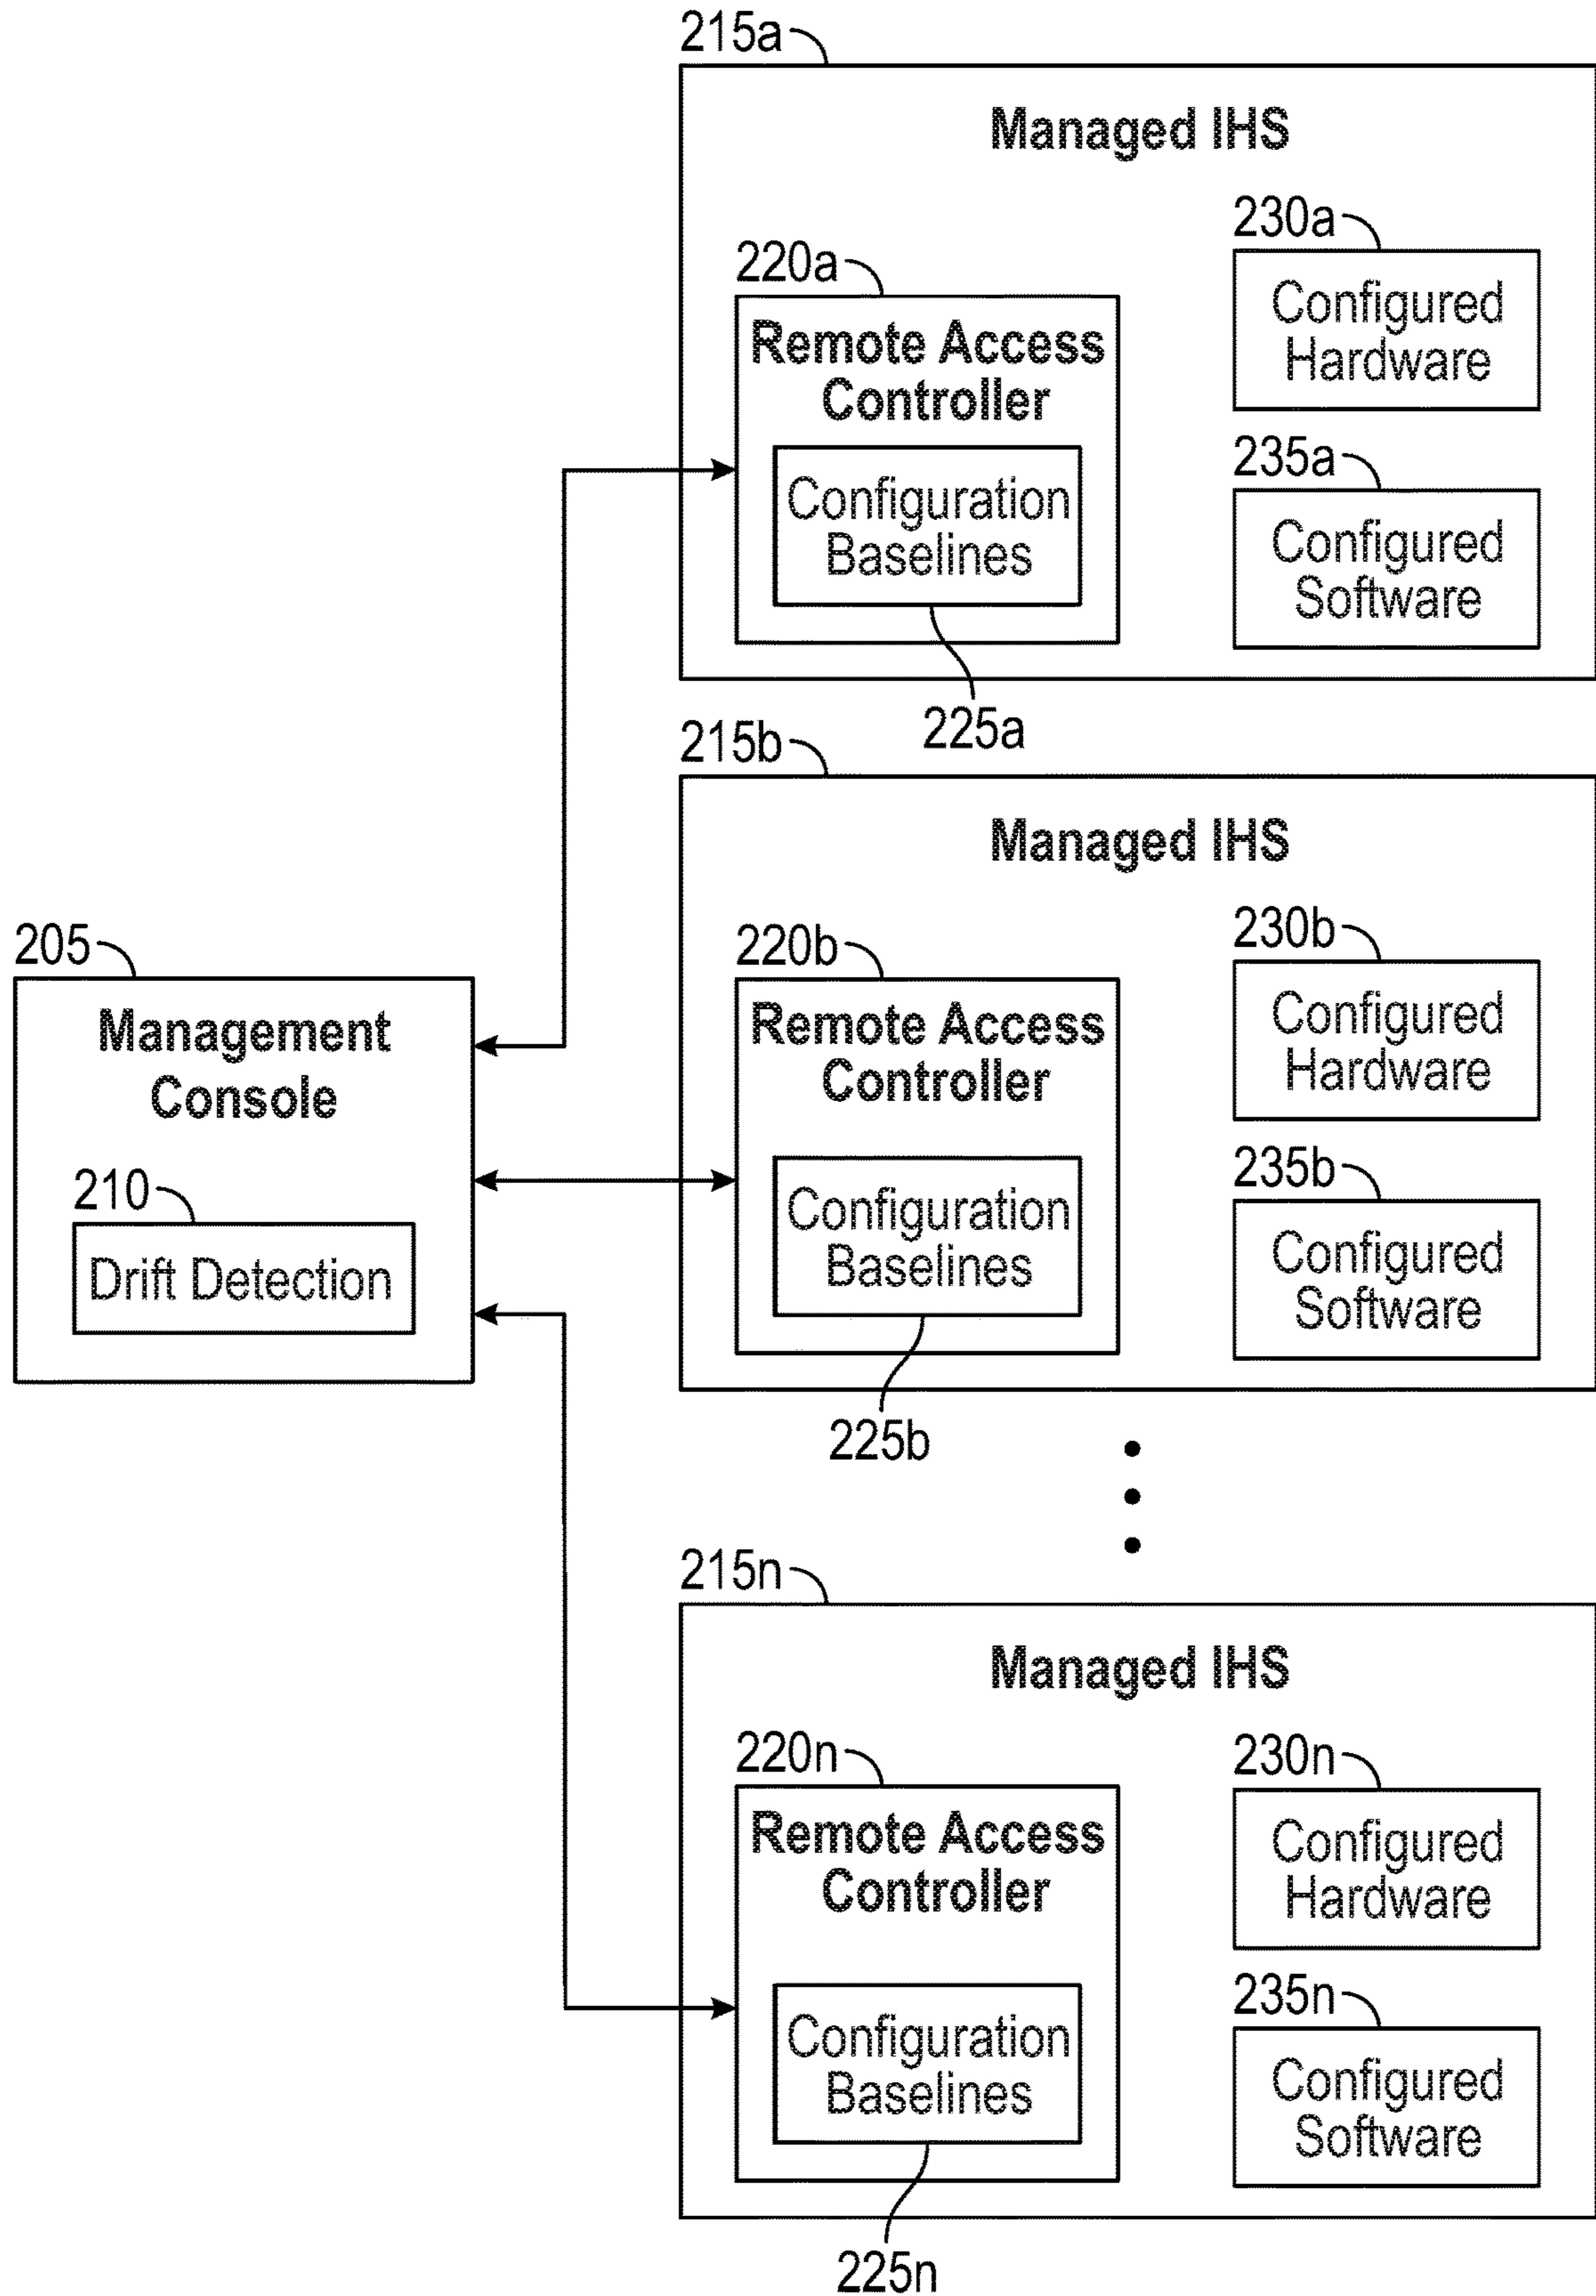 215a
Managed IHS
220a
Remote Access
Controller
Configuration
Baselines
225a
230a
Configured
Hardware
235a
Configured
Software
205
Management
Console
210
Drift Detection
215b
Managed IHS
220b
Remote Access
Controller
Configuration
Baselines
225b
230b
Configured
Hardware
235b
Configured
Software
215n
Managed IHS
220n
Remote Access
Controller
Configuration
Baselines
225n
230n
Configured
Hardware
235n
Configured
Software